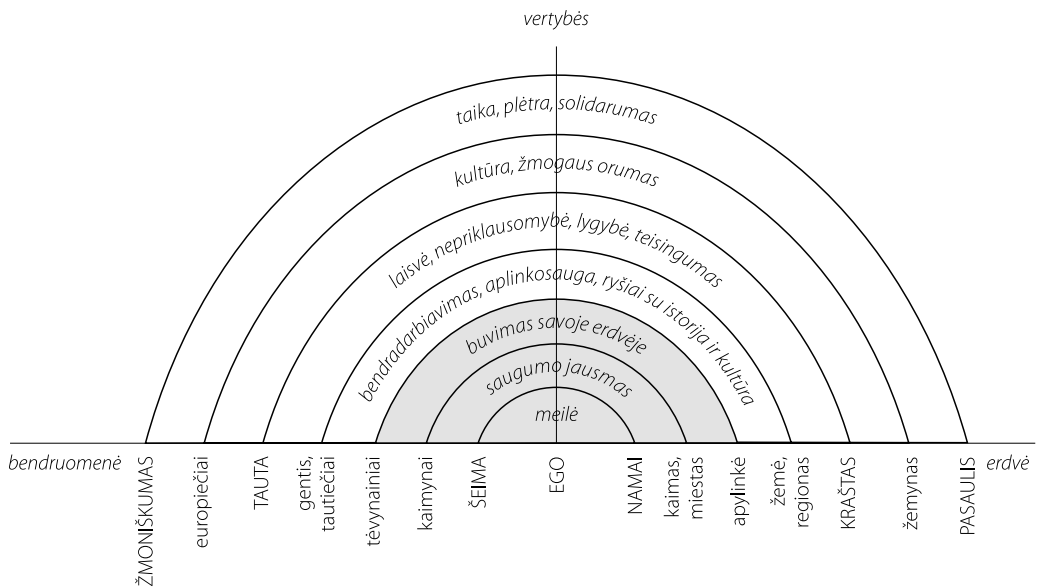 vertybės
taika, plėtra, solidarumas
kultūra, žmogaus orumas
laisvė, nepriklausomybė, lygybė, teisingumas
bendradarbiavimas, aplinkosauga, ryšiai su istorija ir kultūra
buvimas savoje erdvėje
saugumo jausmas
meilė
bendruomenė
erdvė
ŽMONIŠKUMAS
europiečiai
TAUTA
gentis,
tautiečiai
tėvynainiai
kaimynai
ŠEIMA
EGO
NAMAI
kaimas,
miestas
apylinkė
žemė,
regionas
KRAŠTAS
žemynas
PASAULIS